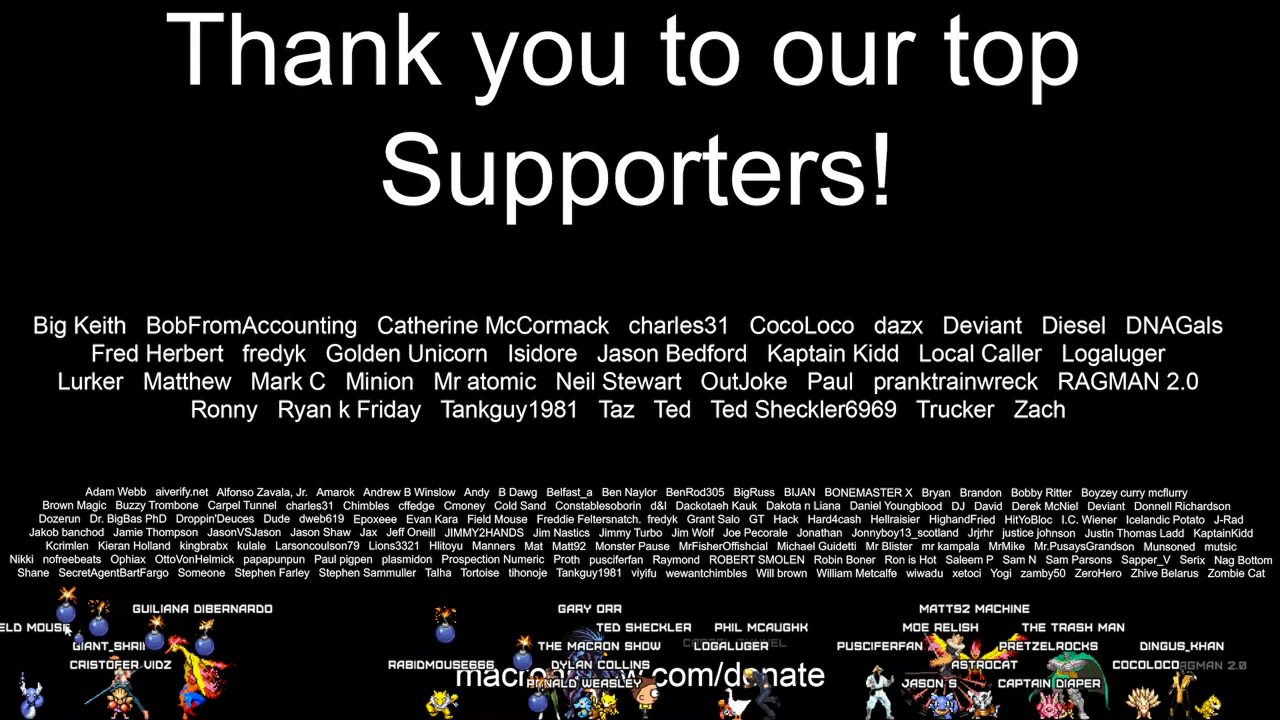 Thank you to our top
Supporters!
Big Keith BobFromAccounting Catherine McCormack charles31 CocoLoco dazx Deviant Diesel DNAGals
Fred Herbert fredyk Golden Unicorn Isidore Jason Bedford Kaptain Kidd Local Caller Logaluger
Lurker Matthew Mark C Minion Mr atomic Neil Stewart OutJoke Paul pranktrainwreck RAGMAN 2.0
Ronny Ryan k Friday Tankguy1981 Taz Ted Ted Sheckler6969 Trucker Zach
Adam Webb aiverify.net Alfonso Zavala, Jr. Amarok Andrew B Winslow Andy B Dawg Belfast_a Ben Naylor BenRod305 BigRuss BIJAN BONEMASTER X Bryan Brandon Bobby Ritter Boyzey curry mcflurry
Brown Magic Buzzy Trombone Carpel Tunnel charles31 Chimbles cffedge Cmoney Cold Sand Constablesoborin d&I Dackotaeh Kauk Dakota n Liana Daniel Youngblood DJ David Derek McNiel Deviant Donnell Richardson
Dozerun Dr. BigBas PhD Droppin'Deuces Dude dweb619 Epoxeee Evan Kara Field Mouse Freddie Feltersnatch. fredyk Grant Salo GT Hack Hard4cash Hellraisier HighandFried HitYoBloc I.C. Wiener Icelandic Potato J-Rad
Jakob banchod Jamie Thompson JasonVSJason Jason Shaw Jax Jeff Oneill JIMMY2HANDS Jim Nastics Jimmy Turbo Jim Wolf Joe Pecorale Jonathan Jonnyboy13_scotland Jrjrhr justice johnson Justin Thomas Ladd KaptainKidd
Kcrimlen Kieran Holland kingbrabx kulale Larsoncoulson79 Lions3321 Hlitoyu Manners Mat Matt92 Monster Pause MrFisherOffishcial Michael Guidetti Mr Blister mr kampala MrMike Mr.PusaysGrandson Munsoned mutsic
Nikki nofreebeats Ophiax OttoVonHelmick papapunpun Paul pigpen plasmidon Prospection Numeric Proth pusciferfan Raymond ROBERT SMOLEN Robin Boner Ron is Hot Saleem P Sam N Sam Parsons Sapper_V Serix Nag Bottom
Shane SecretAgentBartFargo Someone Stephen Farley Stephen Sammuller Talha Tortoise tihonoje Tankguy1981 viyifu wewantchimbles Will brown William Metcalfe wiwadu xetoci Yogi zamby50 ZeroHero Zhive Belarus Zombie Cat
GUILIANA DIBERNARDO GARY ORR MATT92 MACHINE
ELD MOUSE TED SHECKLER PHIL MCAUGHK MOE RELISH THE TRASH MAN
GIANT_SHRII THE MACRON SHOW LOGALUGER PUSCIFERFAN PRETZELROCKS DINGUS_KHAN
CRISTOFER VIDZ RABIDMOUSE666 DYLAN COLLINS ASTROCAT COCOLOCO AGMAN 2.0
.com/donate
RONALD WEASLEY JASON S CAPTAIN DIAPER